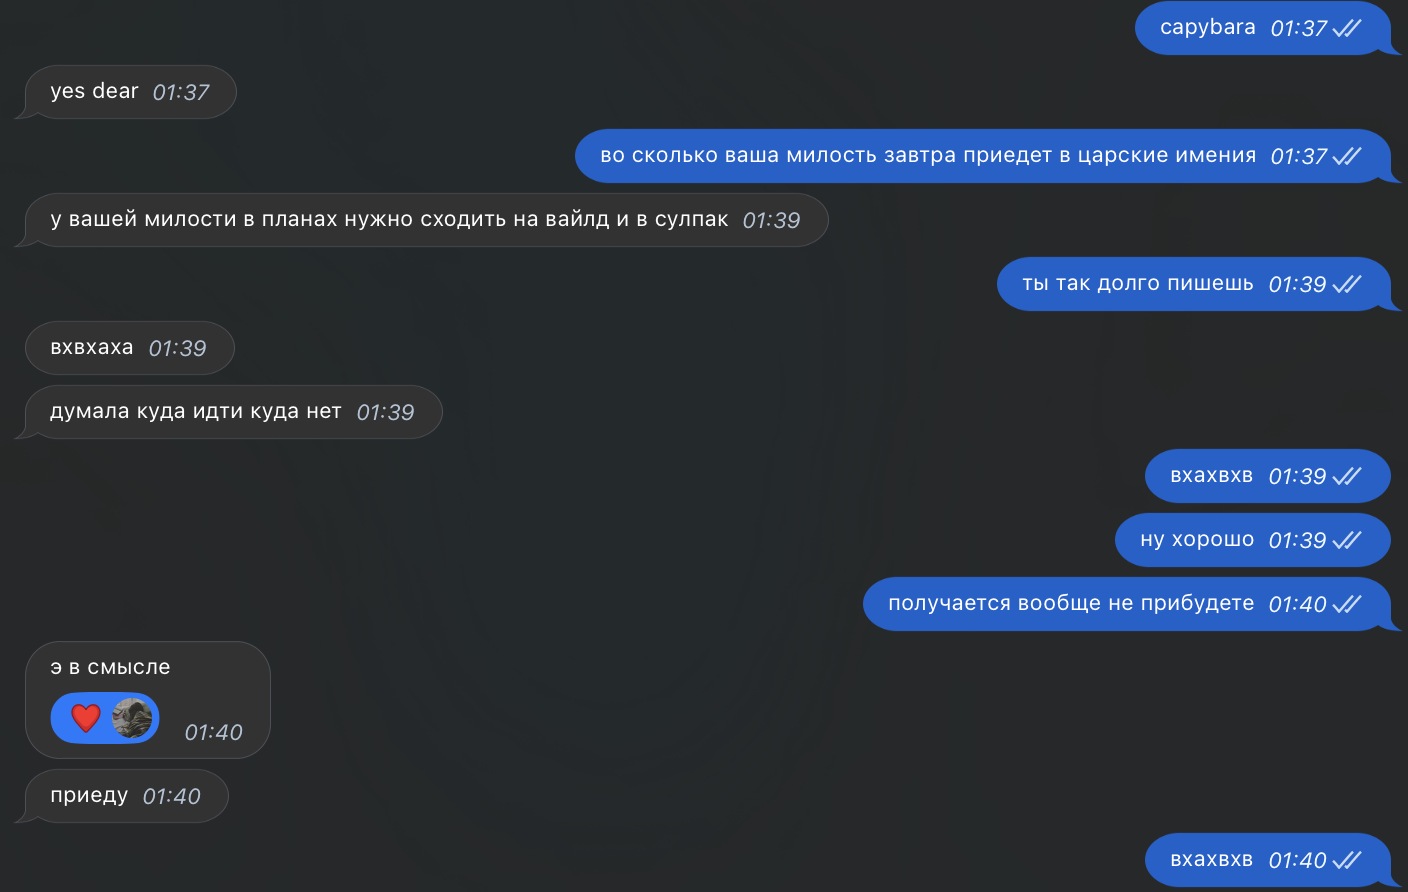 capybara 01:37
yes dear 01:37
во сколько ваша милость завтра приедет в царские имения 01:37
у вашей милости в планах нужно сходить на вайлд и в сулпак 01:39
ты так долго пишешь 01:39
вхвхаха 01:39
думала куда идти куда нет 01:39
вхахвхв 01:39
ну хорошо 01:39
получается вообще не прибудете 01:40
э в смысле
01:40
приеду 01:40
вхахвхв 01:40